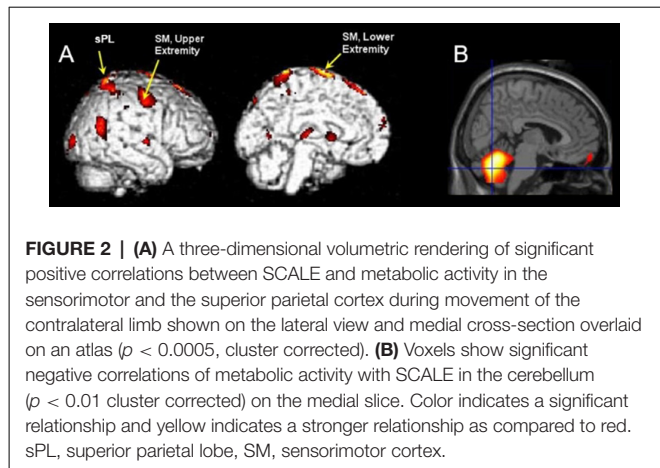 A
sPL
SM, Upper
Extremity
SM, Lower
Extremity
B
FIGURE 2 | (A) A three-dimensional volumetric rendering of significant
positive correlations between SCALE and metabolic activity in the
sensorimotor and the superior parietal cortex during movement of the
contralateral limb shown on the lateral view and medial cross-section overlaid
on an atlas (p < 0.0005, cluster corrected). (B) Voxels show significant
negative correlations of metabolic activity with SCALE in the cerebellum
(p < 0.01 cluster corrected) on the medial slice. Color indicates a significant
relationship and yellow indicates a stronger relationship as compared to red.
sPL, superior parietal lobe, SM, sensorimotor cortex.